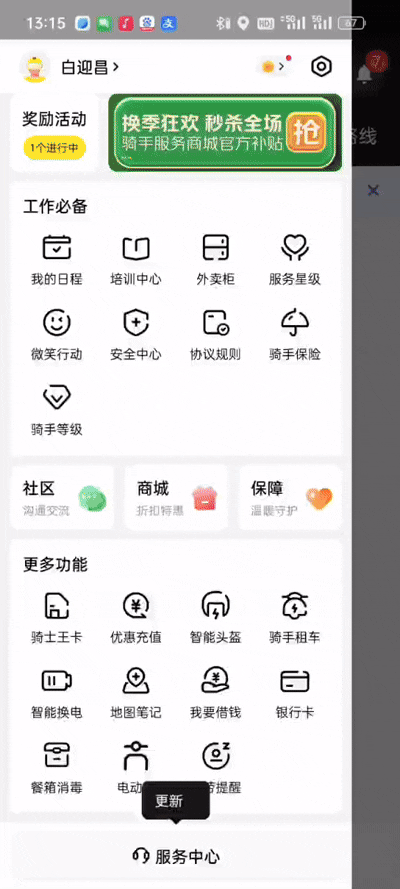 13:15
HD 5G 5G 67
白迎昌
7
奖励活动
1个进行中
换季狂欢 秒杀全场
骑手服务商城官方补贴
抢
路线
工作必备
我的日程 培训中心 外卖柜 服务星级
微笑行动 安全中心 协议规则 骑手保险
骑手等级
社区 商城 保障
沟通交流 折扣特惠 温暖守护
更多功能
骑士王卡 优惠充值 智能头盔 骑手租车
智能换电 地图笔记 我要借钱 银行卡
餐箱消毒 电动 提醒
更新
服务中心